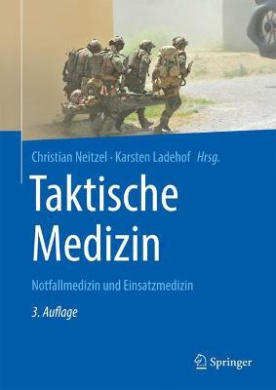 Christian Neitzel · Karsten Ladehof Hrsg.
Taktische
Medizin
Notfallmedizin und Einsatzmedizin
3. Auflage
Springer